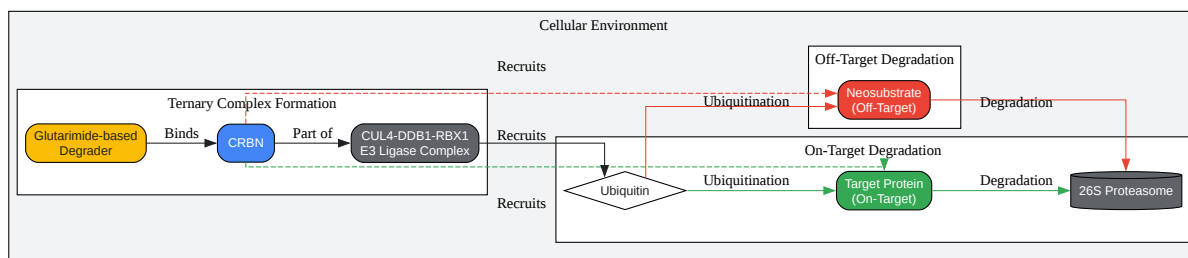 Cellular Environment
Recruits
Off-Target Degradation
Ternary Complex Formation
Neosubstrate
(Off-Target)
Ubiquitination
Degradation
Glutarimide-based
Degrader
Binds
CRBN
Part of
CUL4-DDB1-RBX1
E3 Ligase Complex
Recruits
On-Target Degradation
Ubiquitin
Ubiquitination
Target Protein
(On-Target)
Degradation
26S Proteasome
Recruits